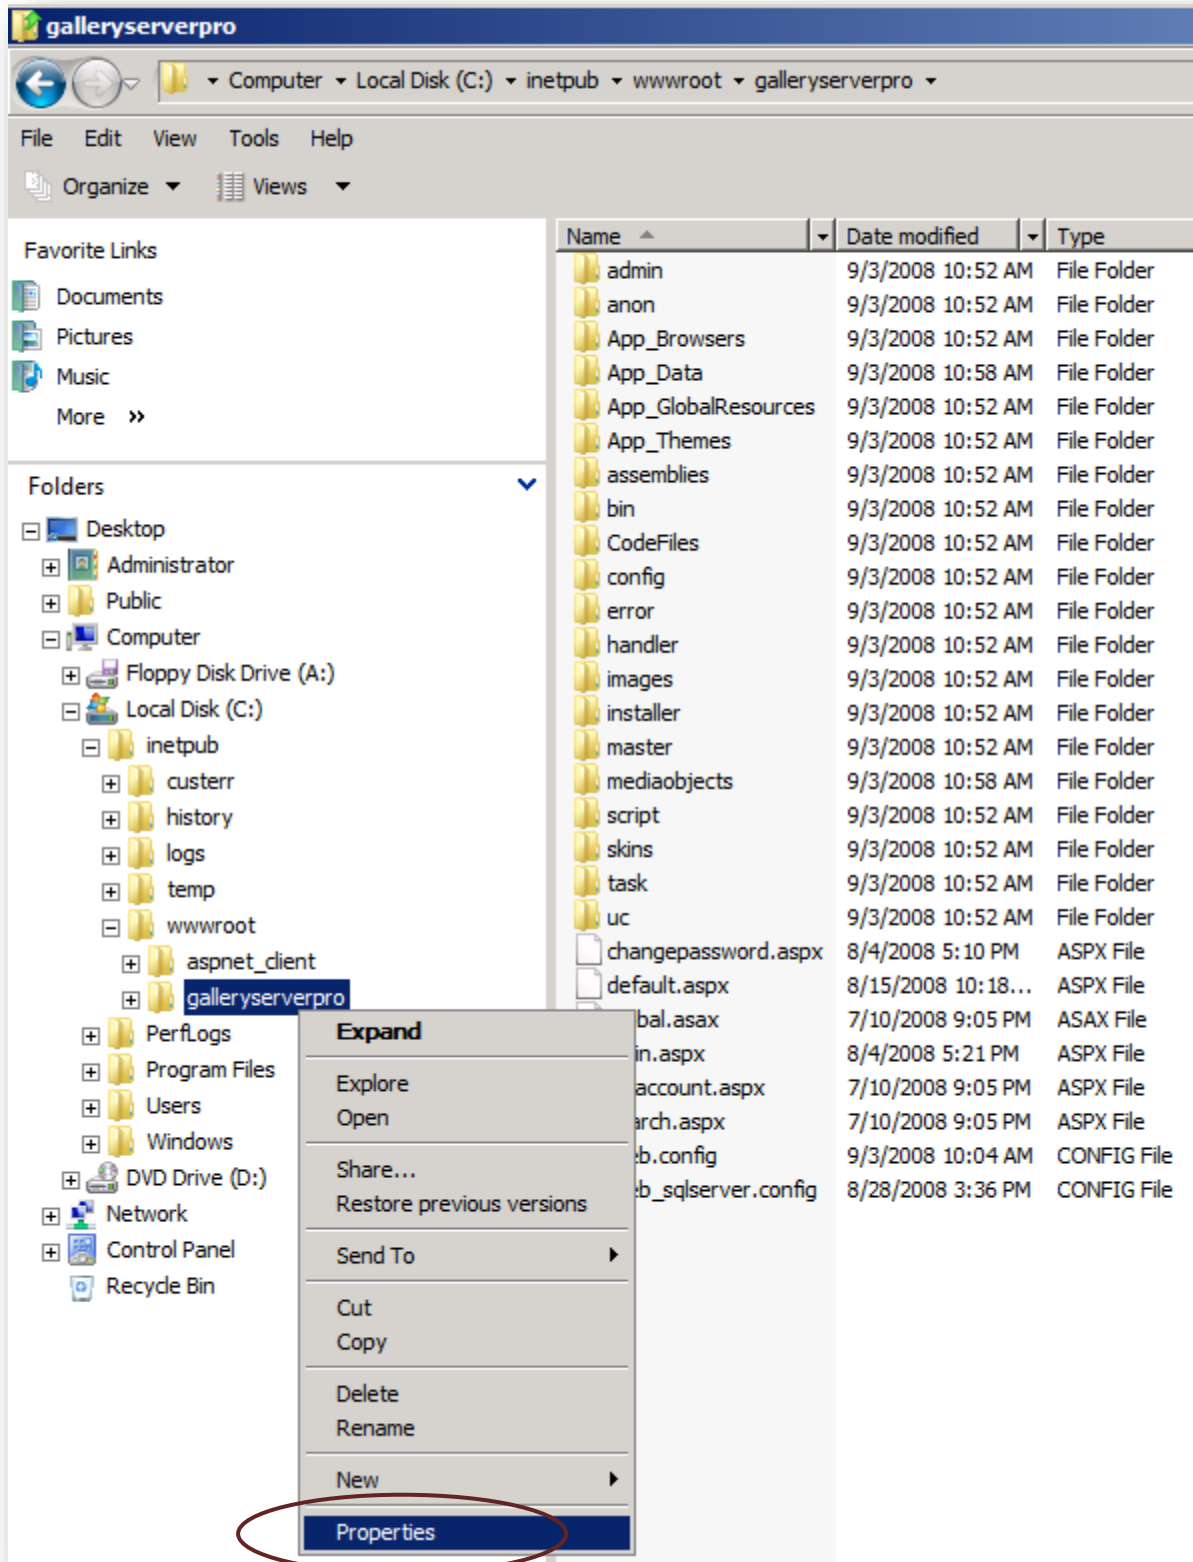 galleryserverpro
Computer Local Disk (C:) inetpub wwwroot galleryserverpro
File Edit View Tools Help
Organize Views
Favorite Links
Documents
Pictures
Music
More »
Folders
Desktop
Administrator
Public
Computer
Floppy Disk Drive (A:)
Local Disk (C:)
inetpub
custerr
history
logs
temp
wwwroot
aspnet_client
galleryserverpro
PerfLogs
Program Files
Users
Windows
DVD Drive (D:)
Network
Control Panel
Recycle Bin
Name Date modified Type
admin 9/3/2008 10:52 AM File Folder
anon 9/3/2008 10:52 AM File Folder
App_Browsers 9/3/2008 10:52 AM File Folder
App_Data 9/3/2008 10:58 AM File Folder
App_GlobalResources 9/3/2008 10:52 AM File Folder
App_Themes 9/3/2008 10:52 AM File Folder
assemblies 9/3/2008 10:52 AM File Folder
bin 9/3/2008 10:52 AM File Folder
CodeFiles 9/3/2008 10:52 AM File Folder
config 9/3/2008 10:52 AM File Folder
error 9/3/2008 10:52 AM File Folder
handler 9/3/2008 10:52 AM File Folder
images 9/3/2008 10:52 AM File Folder
installer 9/3/2008 10:52 AM File Folder
master 9/3/2008 10:52 AM File Folder
mediaobjects 9/3/2008 10:58 AM File Folder
script 9/3/2008 10:52 AM File Folder
skins 9/3/2008 10:52 AM File Folder
task 9/3/2008 10:52 AM File Folder
uc 9/3/2008 10:52 AM File Folder
changepassword.aspx 8/4/2008 5:10 PM ASPX File
default.aspx 8/15/2008 10:18... ASPX File
bal.asax 7/10/2008 9:05 PM ASAX File
in.aspx 8/4/2008 5:21 PM ASPX File
account.aspx 7/10/2008 9:05 PM ASPX File
arch.aspx 7/10/2008 9:05 PM ASPX File
eb.config 9/3/2008 10:04 AM CONFIG File
eb_sqlserver.config 8/28/2008 3:36 PM CONFIG File
Expand
Explore
Open
Share...
Restore previous versions
Send To
Cut
Copy
Delete
Rename
New
Properties